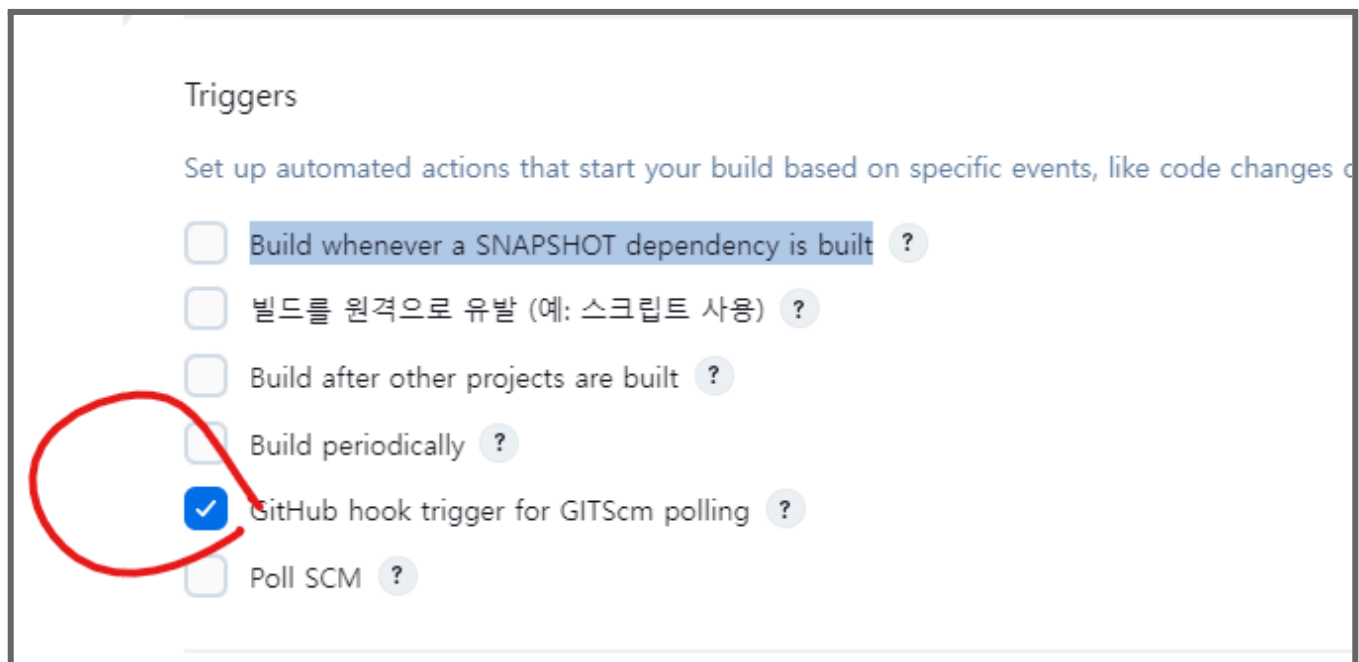 Triggers
Set up automated actions that start your build based on specific events, like code changes
Build whenever a SNAPSHOT dependency is built ?
빌드를 원격으로 유발 (예: 스크립트 사용) ?
Build after other projects are built ?
Build periodically ?
GitHub hook trigger for GITScm polling ?
Poll SCM ?